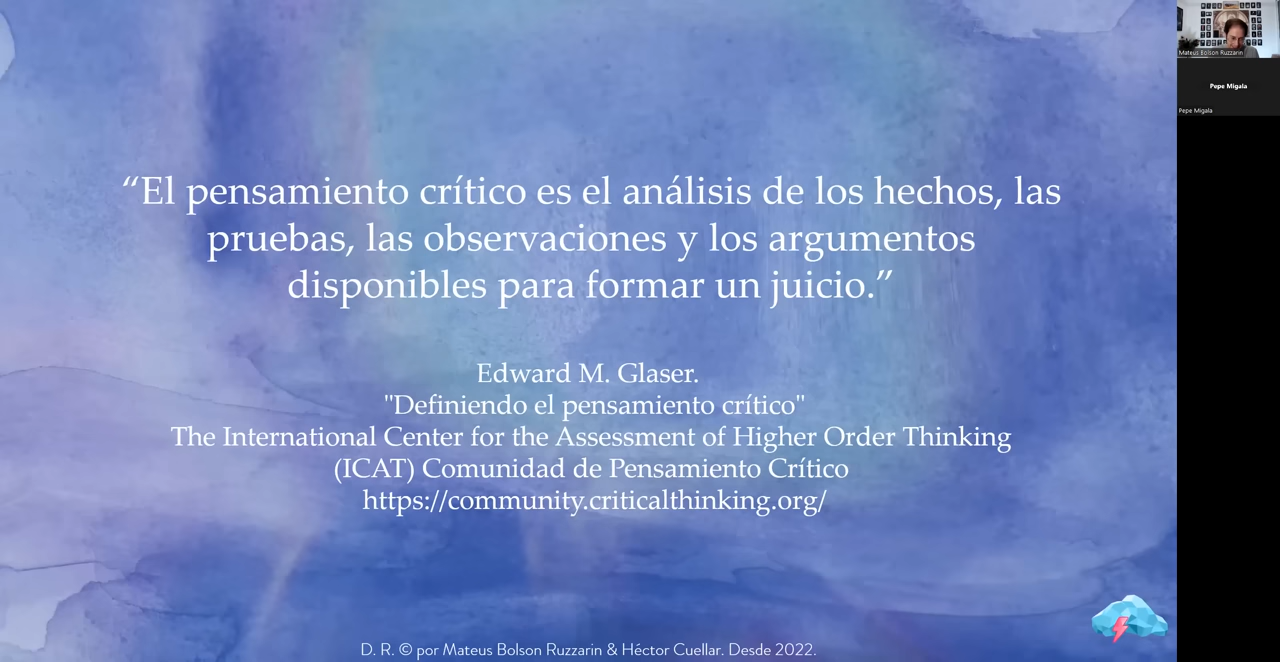 “El pensamiento crítico es el análisis de los hechos, las
pruebas, las observaciones y los argumentos
disponibles para formar un juicio.”
Edward M. Glaser.
"Definiendo el pensamiento crítico"
The International Center for the Assessment of Higher Order Thinking
(ICAT) Comunidad de Pensamiento Crítico
https://community.criticalthinking.org/
D. R. © por Mateus Bolson Ruzzarin & Héctor Cuellar. Desde 2022.
Mateus Bolson Ruzzarin
Pepe Migala
Pepe Migala